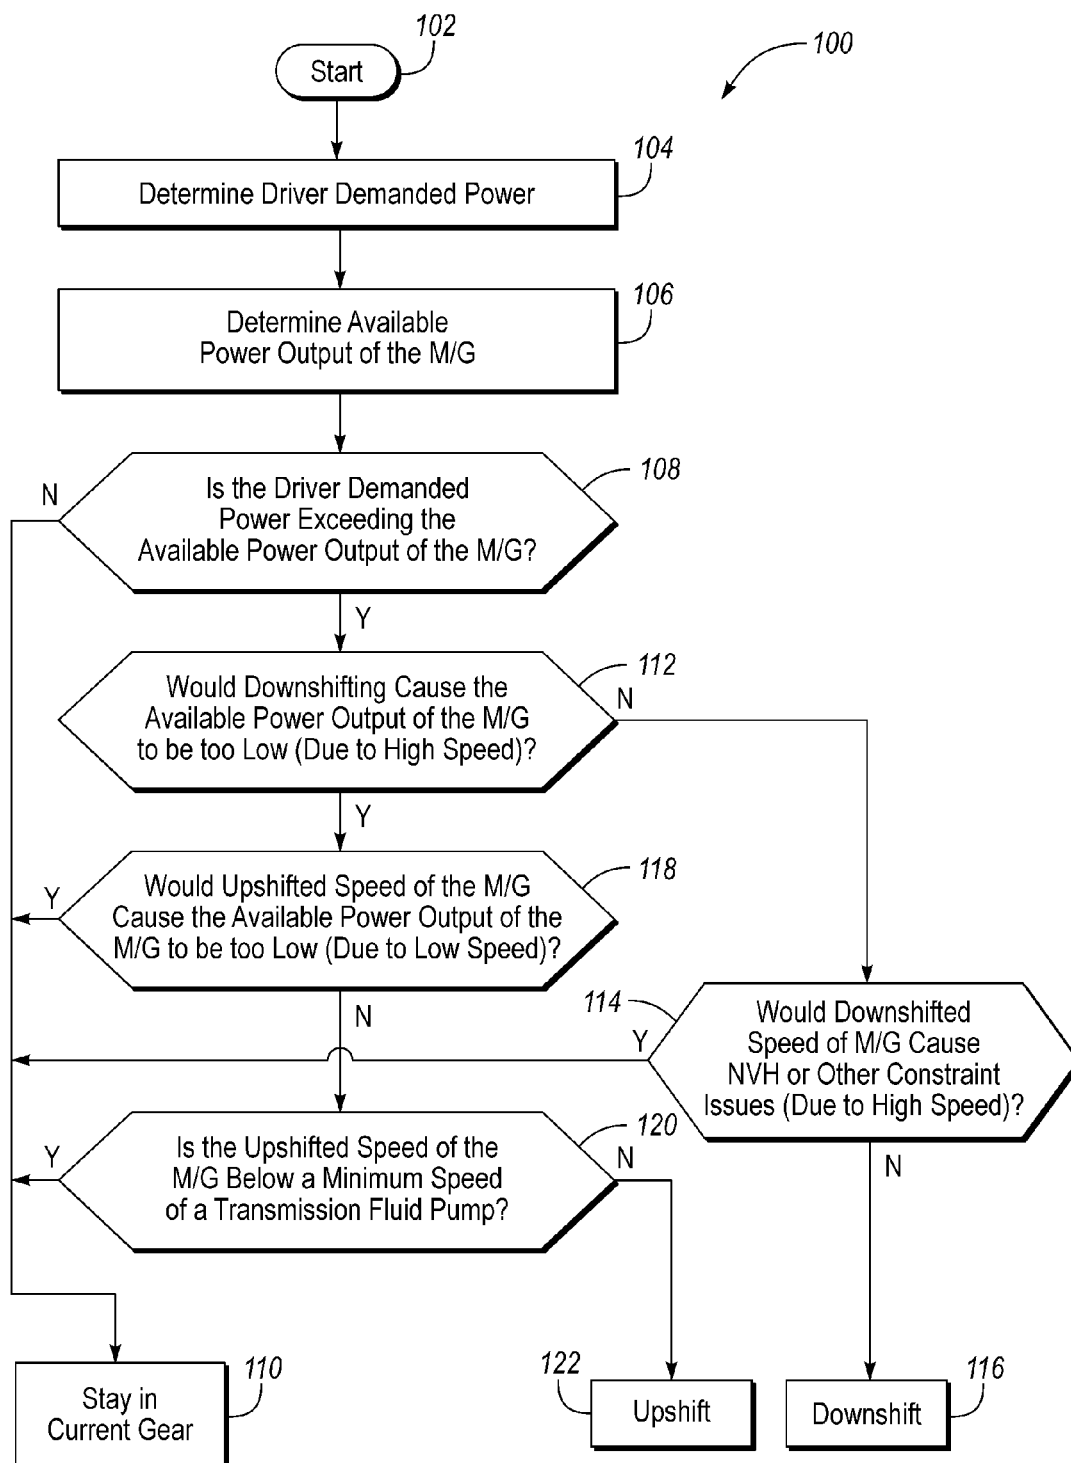 102
100
Start
104
Determine Driver Demanded Power
106
Determine Available
Power Output of the M/G
108
N
Is the Driver Demanded
Power Exceeding the
Available Power Output of the M/G?
Y
112
Would Downshifting Cause the
Available Power Output of the M/G
to be too Low (Due to High Speed)?
N
Y
118
Y
Would Upshifted Speed of the M/G
Cause the Available Power Output of the
M/G to be too Low (Due to Low Speed)?
N
114
Y
Would Downshifted
Speed of M/G Cause
NVH or Other Constraint
Issues (Due to High Speed)?
N
120
Y
Is the Upshifted Speed of the
M/G Below a Minimum Speed
of a Transmission Fluid Pump?
N
110
Stay in
Current Gear
122
Upshift
116
Downshift